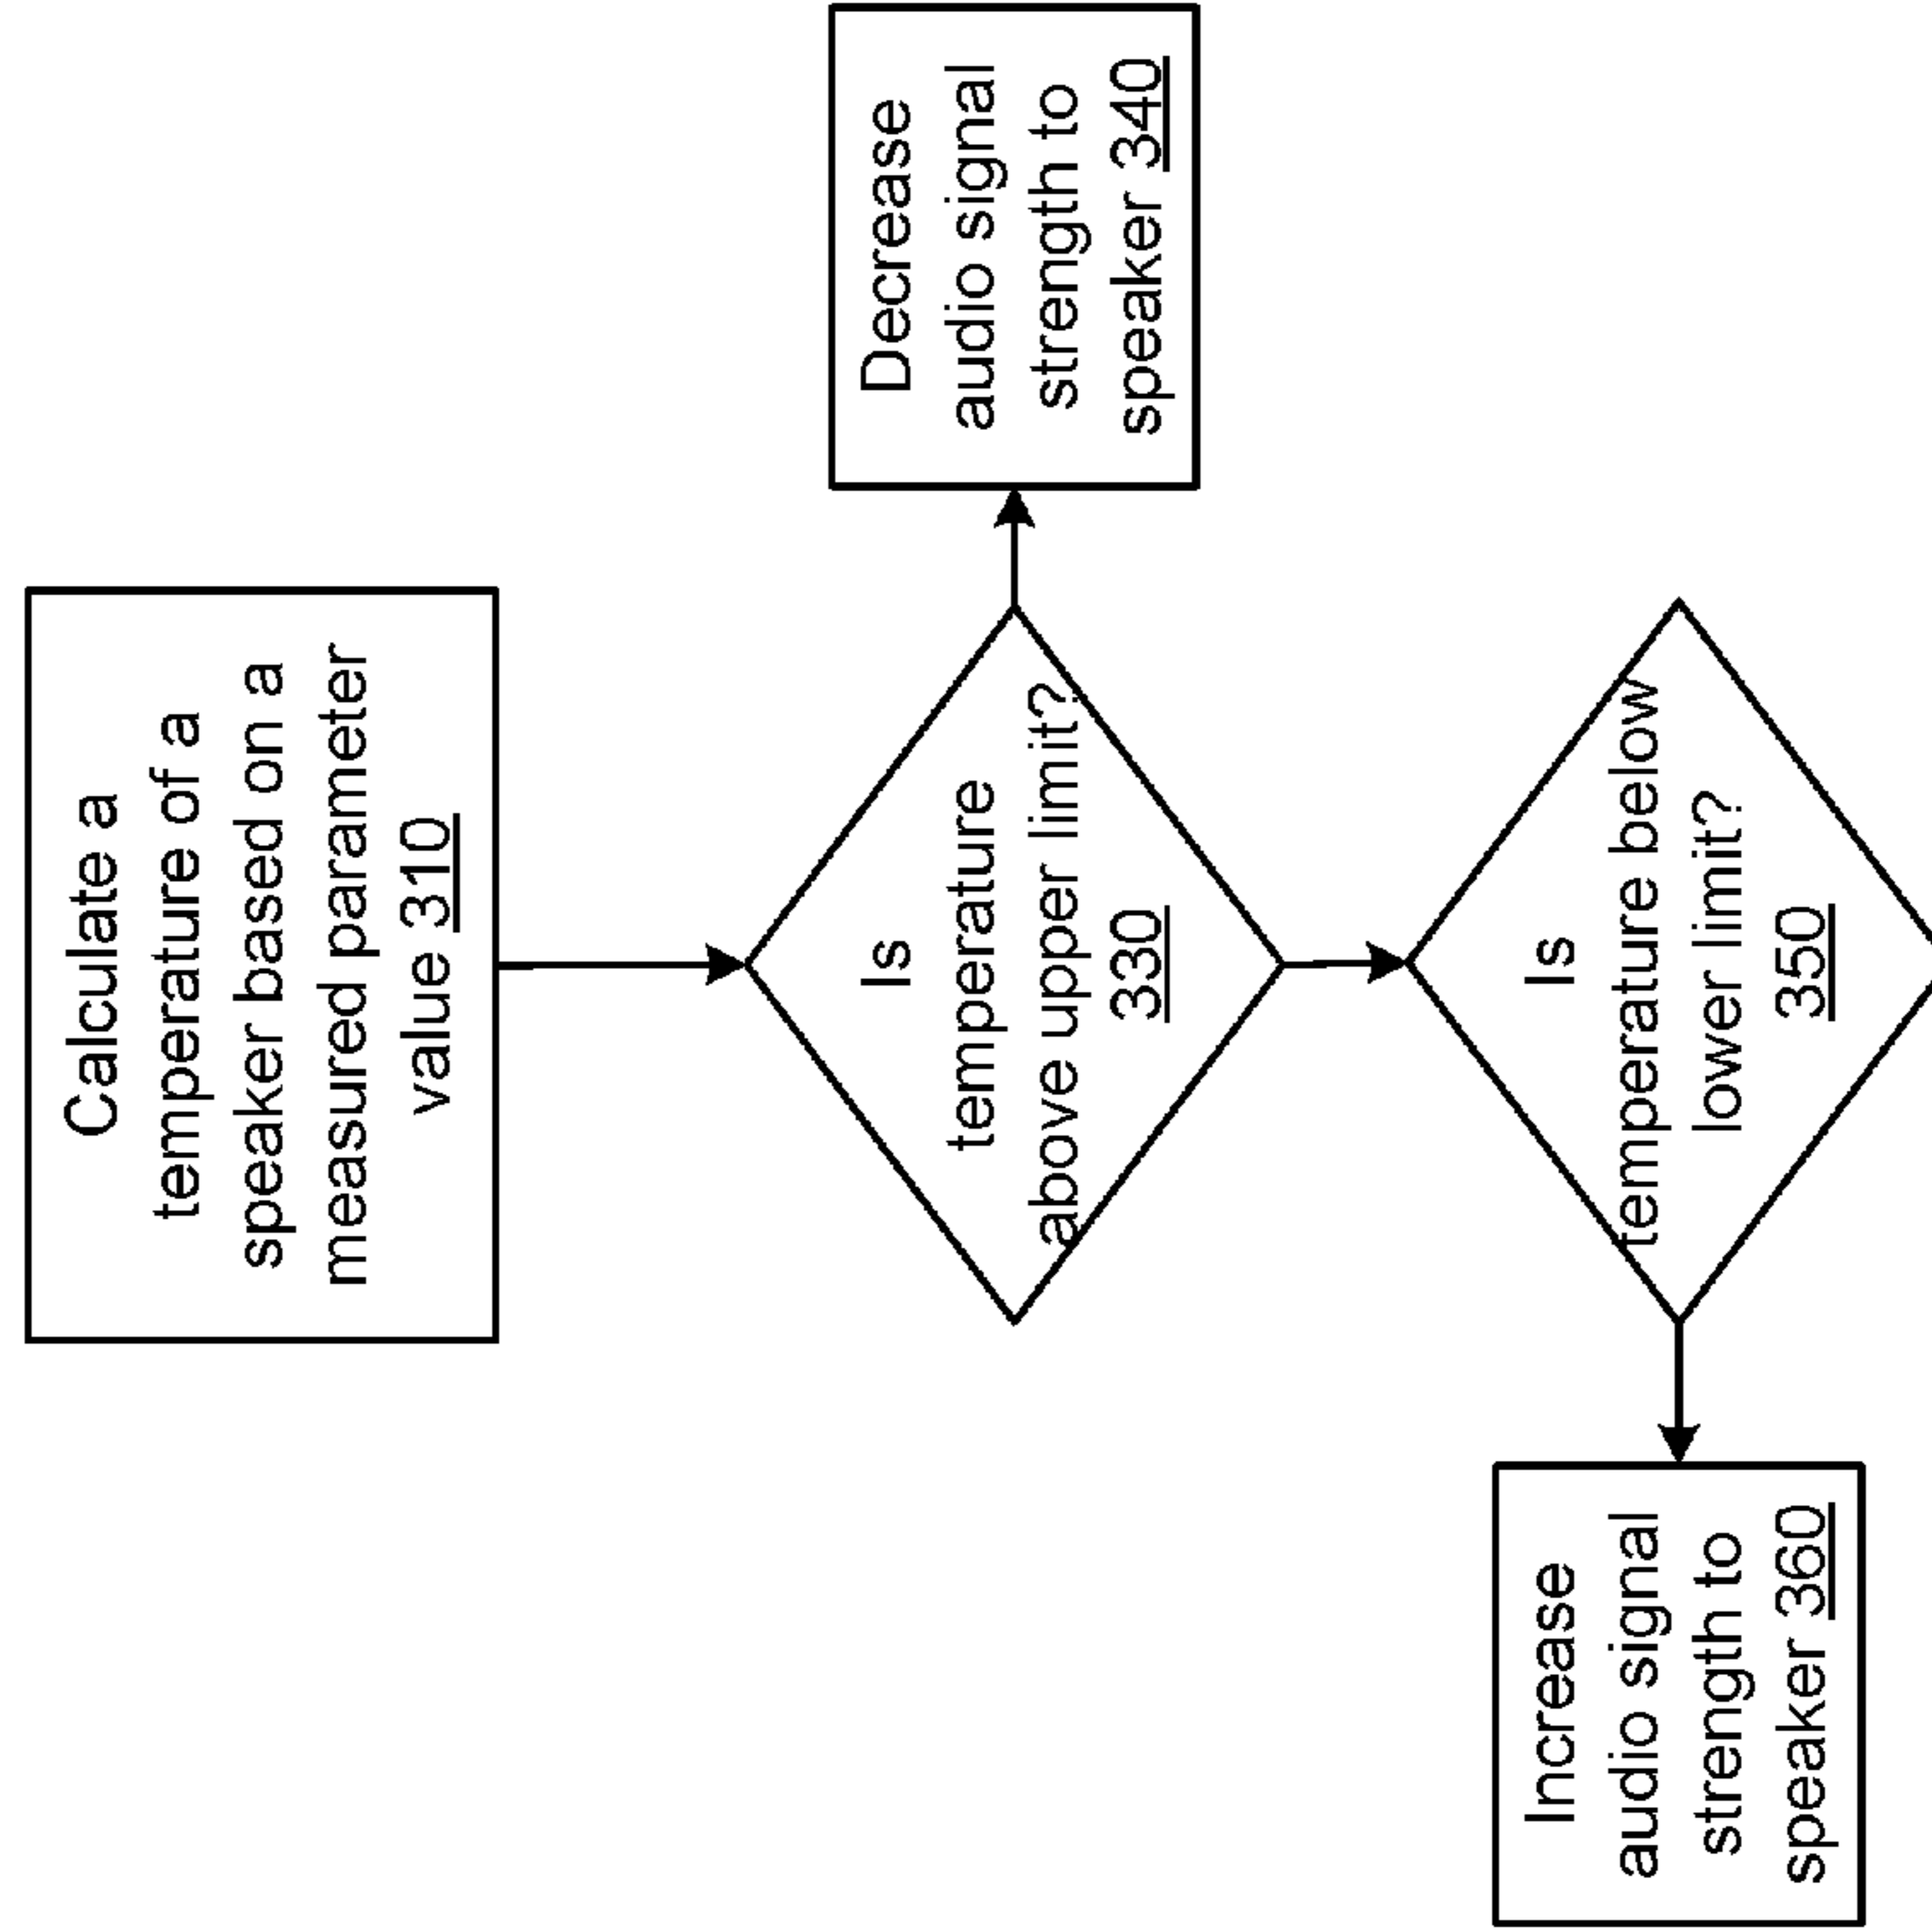 Calculate a
temperature of a
speaker based on a
measured parameter
value 310
Is
temperature
above upper limit?
330
Decrease
audio signal
strength to
speaker 340
Is
temperature below
lower limit?
350
Increase
audio signal
strength to
speaker 360